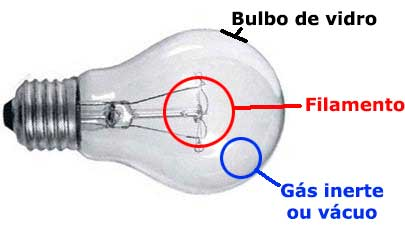 Bulbo de vidro
Filamento
Gás inerte
ou vácuo